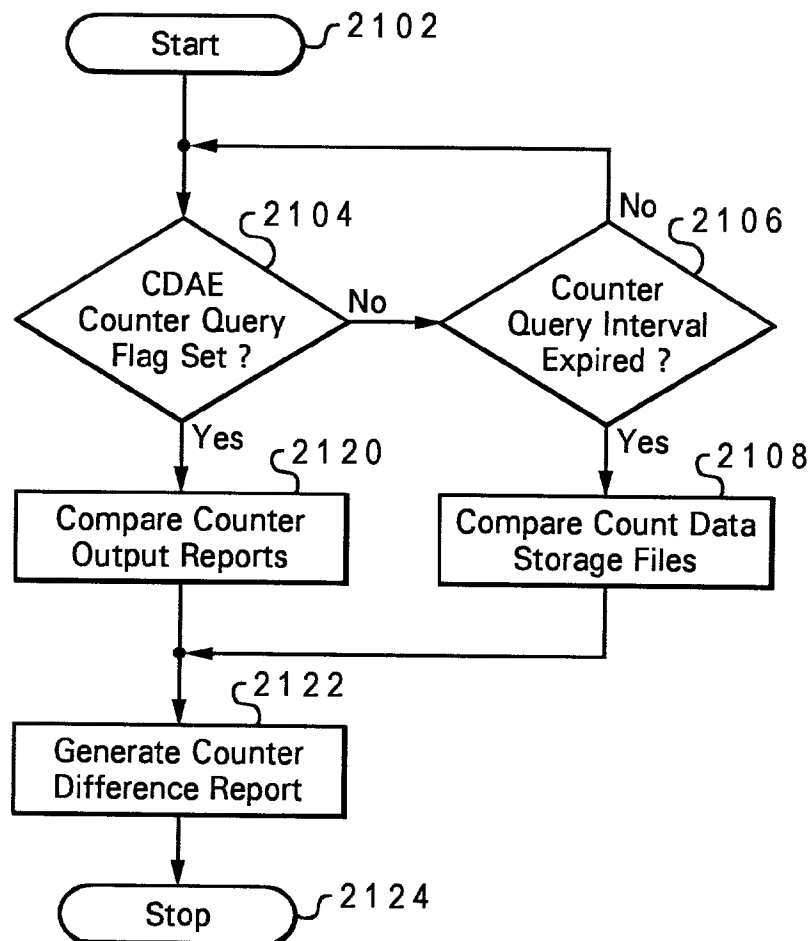 Start
2102
No
2104
2106
CDAE
Counter Query
Flag Set ?
No
Counter
Query Interval
Expired ?
Yes
2120
Yes
2108
Compare Counter
Output Reports
Compare Count Data
Storage Files
2122
Generate Counter
Difference Report
Stop
2124